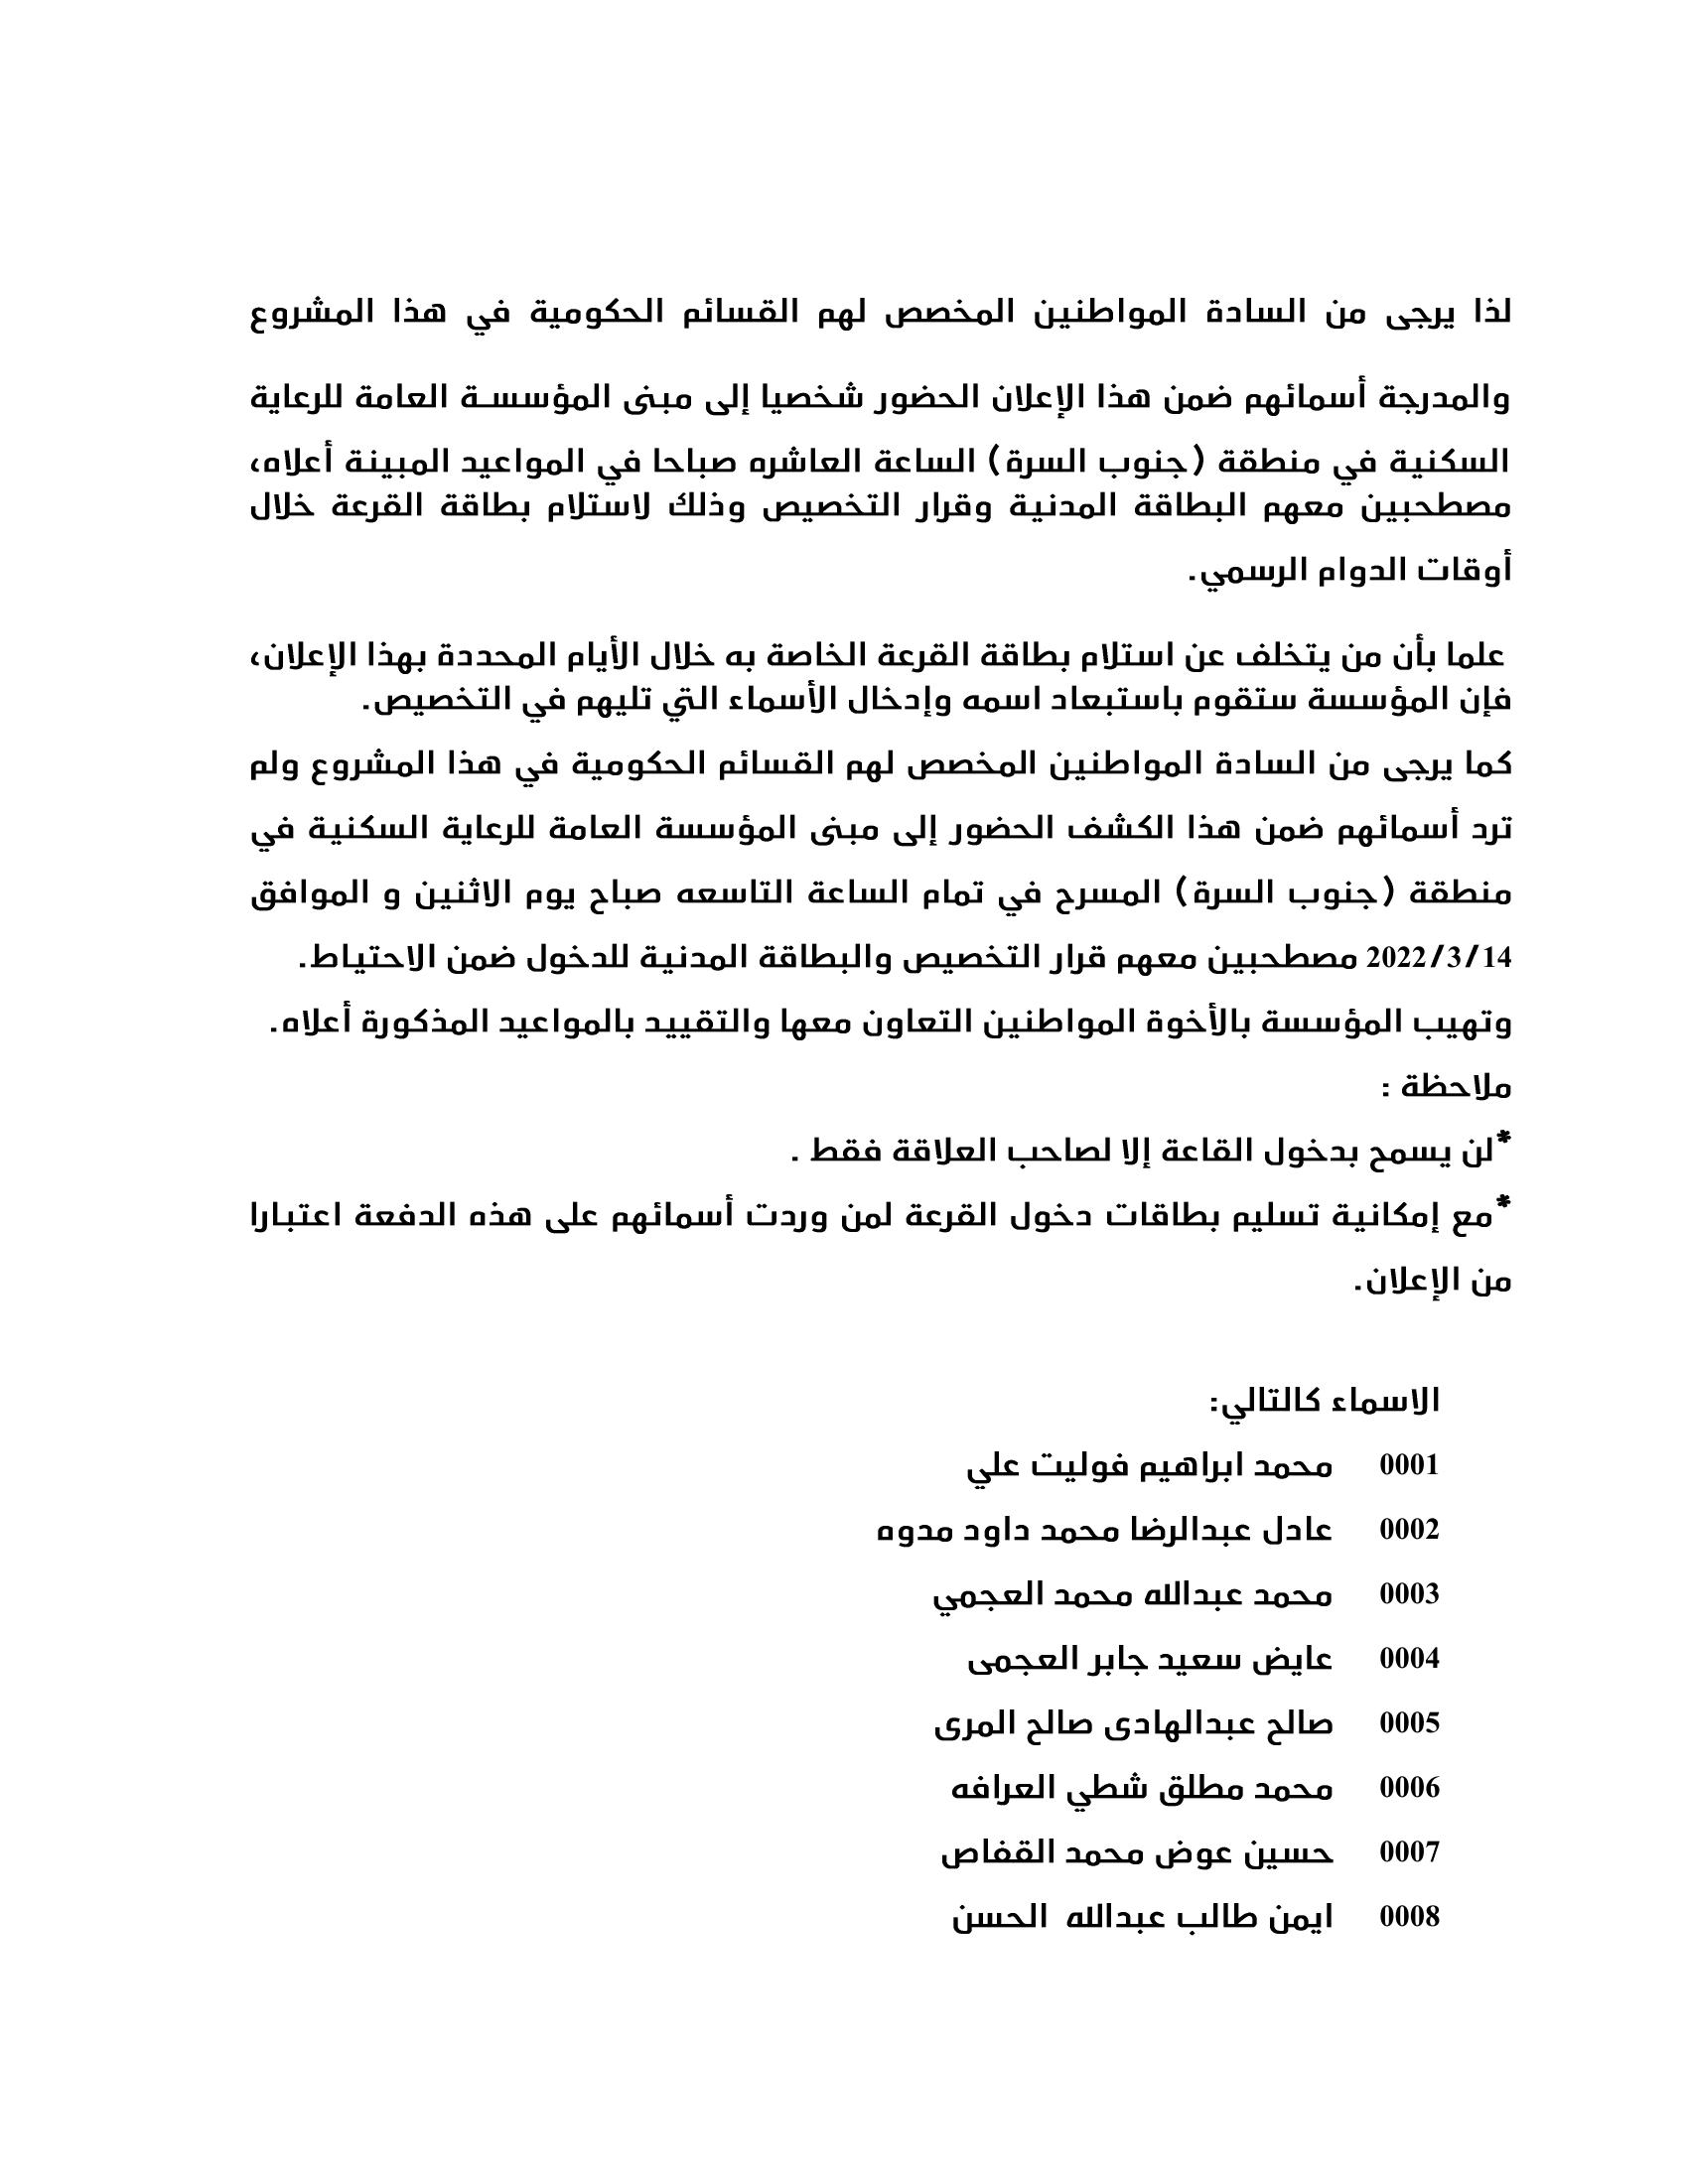 لذا يرجى من السادة المواطنين المخصص لهم القسائم الحكومية في هذا المشروع
والمدرجة أسمائهم ضمن هذا الإعلان الحضور شخصيا إلى مبنى المؤسسـة العامة للرعاية
السكنية في منطقة (جنوب السرة) الساعة العاشره صباحا في المواعيد المبينة أعلاه،
مصطحبين معهم البطاقة المدنية وقرار التخصيص وذلك لاستلام بطاقة القرعة خلال
أوقات الدوام الرسمي.
علما بأن من يتخلف عن استلام بطاقة القرعة الخاصة به خلال الأيام المحددة بهذا الإعلان،
فإن المؤسسة ستقوم باستبعاد اسمه وإدخال الأسماء التي تليهم في التخصيص.
كما يرجى من السادة المواطنين المخصص لهم القسائم الحكومية في هذا المشروع ولم
ترد أسمائهم ضمن هذا الكشف الحضور إلى مبنى المؤسسة العامة للرعاية السكنية في
منطقة (جنوب السرة) المسرح في تمام الساعة التاسعه صباح يوم الاثنين و الموافق
2022/3/14 مصطحبين معهم قرار التخصيص والبطاقة المدنية للدخول ضمن الاحتياط.
وتهيب المؤسسة بالأخوة المواطنين التعاون معها والتقييد بالمواعيد المذكورة أعلاه.
ملاحظة :
*لن يسمح بدخول القاعة إلا لصاحب العلاقة فقط .
*مع إمكانية تسليم بطاقات دخول القرعة لمن وردت أسمائهم على هذه الدفعة اعتبارا
من الإعلان.
الاسماء كالتالي:
0001 محمد ابراهيم فوليت علي
0002 عادل عبدالرضا محمد داود مدوه
0003 محمد عبدالله محمد العجمي
0004 عايض سعيد جابر العجمى
0005 صالح عبدالهادى صالح المرى
0006 محمد مطلق شطي العرافه
0007 حسين عوض محمد القفاص
0008 ايمن طالب عبدالله الحسن